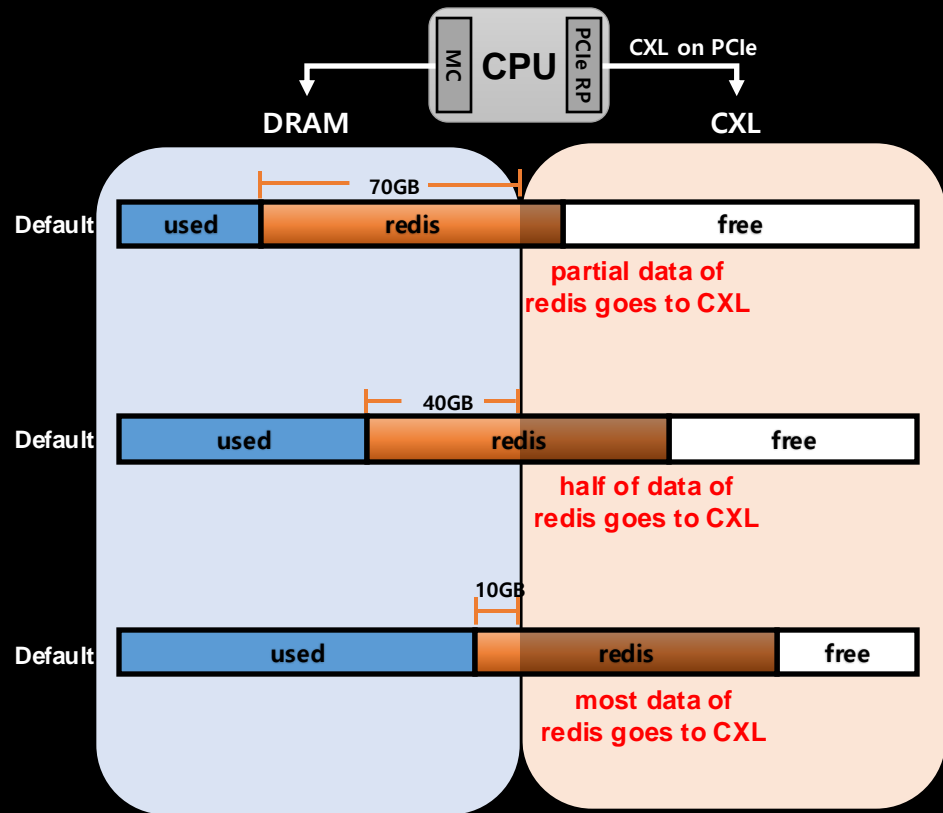 MC
CPU
PCIe RP
CXL on PCIe
DRAM
CXL
70GB
Default
used
redis
free
partial data of
redis goes to CXL
40GB
Default
used
redis
free
half of data of
redis goes to CXL
10GB
Default
used
redis
free
most data of
redis goes to CXL